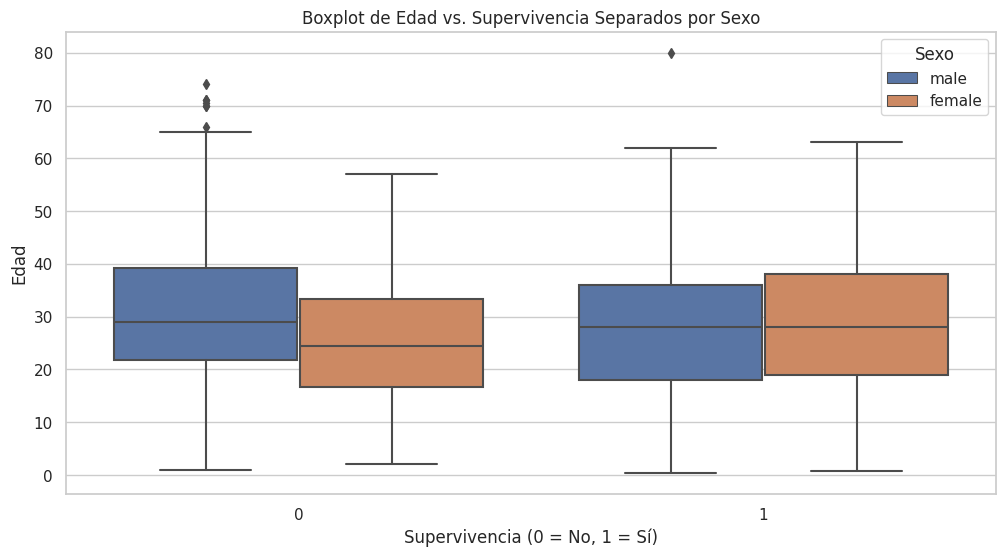 Boxplot de Edad vs. Supervivencia Separados por Sexo
Sexo
male
female
Edad
80
70
60
50
40
30
20
10
0
0
1
Supervivencia (0 = No, 1 = Sí)